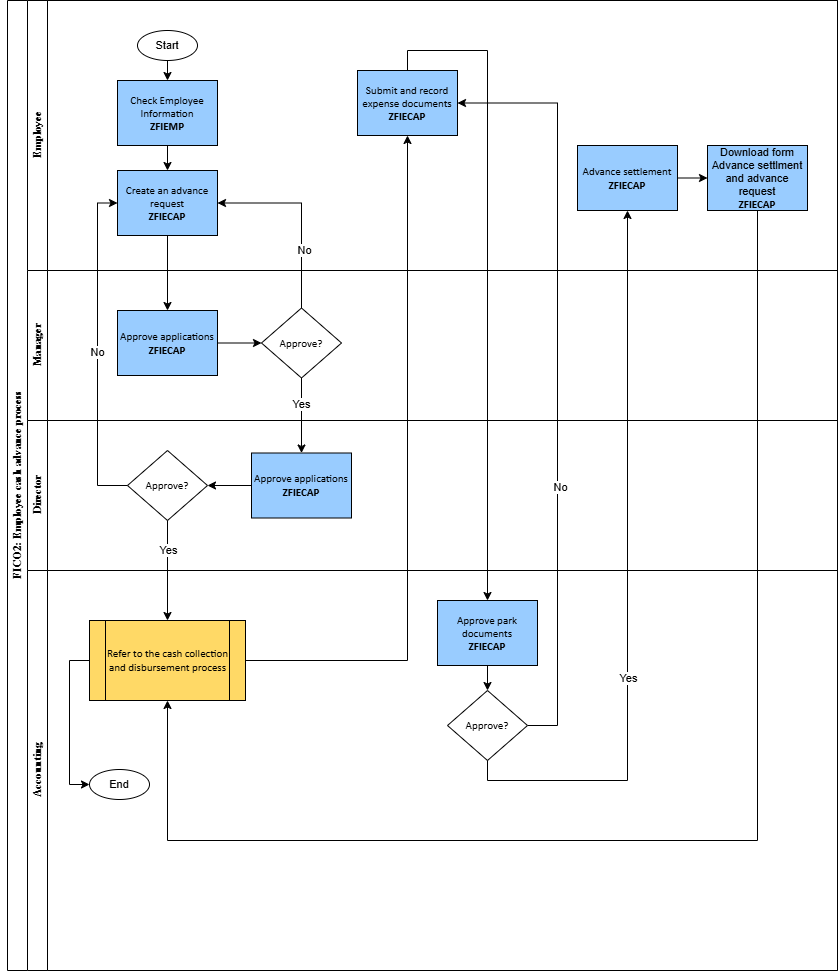 FICO2: Employee cash advance process
Employee
Start
Check Employee
Information
ZFIEMP
Create an advance
request
ZFIECAP
No
Submit and record
expense documents
ZFIECAP
Advance settlement
ZFIECAP
Download form
Advance settlment
and advance
request
ZFIECAP
Manager
Approve applications
ZFIECAP
Approve?
No
Yes
Director
Approve?
Approve applications
ZFIECAP
No
Yes
Accounting
Refer to the cash collection
and disbursement process
Approve park
documents
ZFIECAP
Yes
Approve?
End